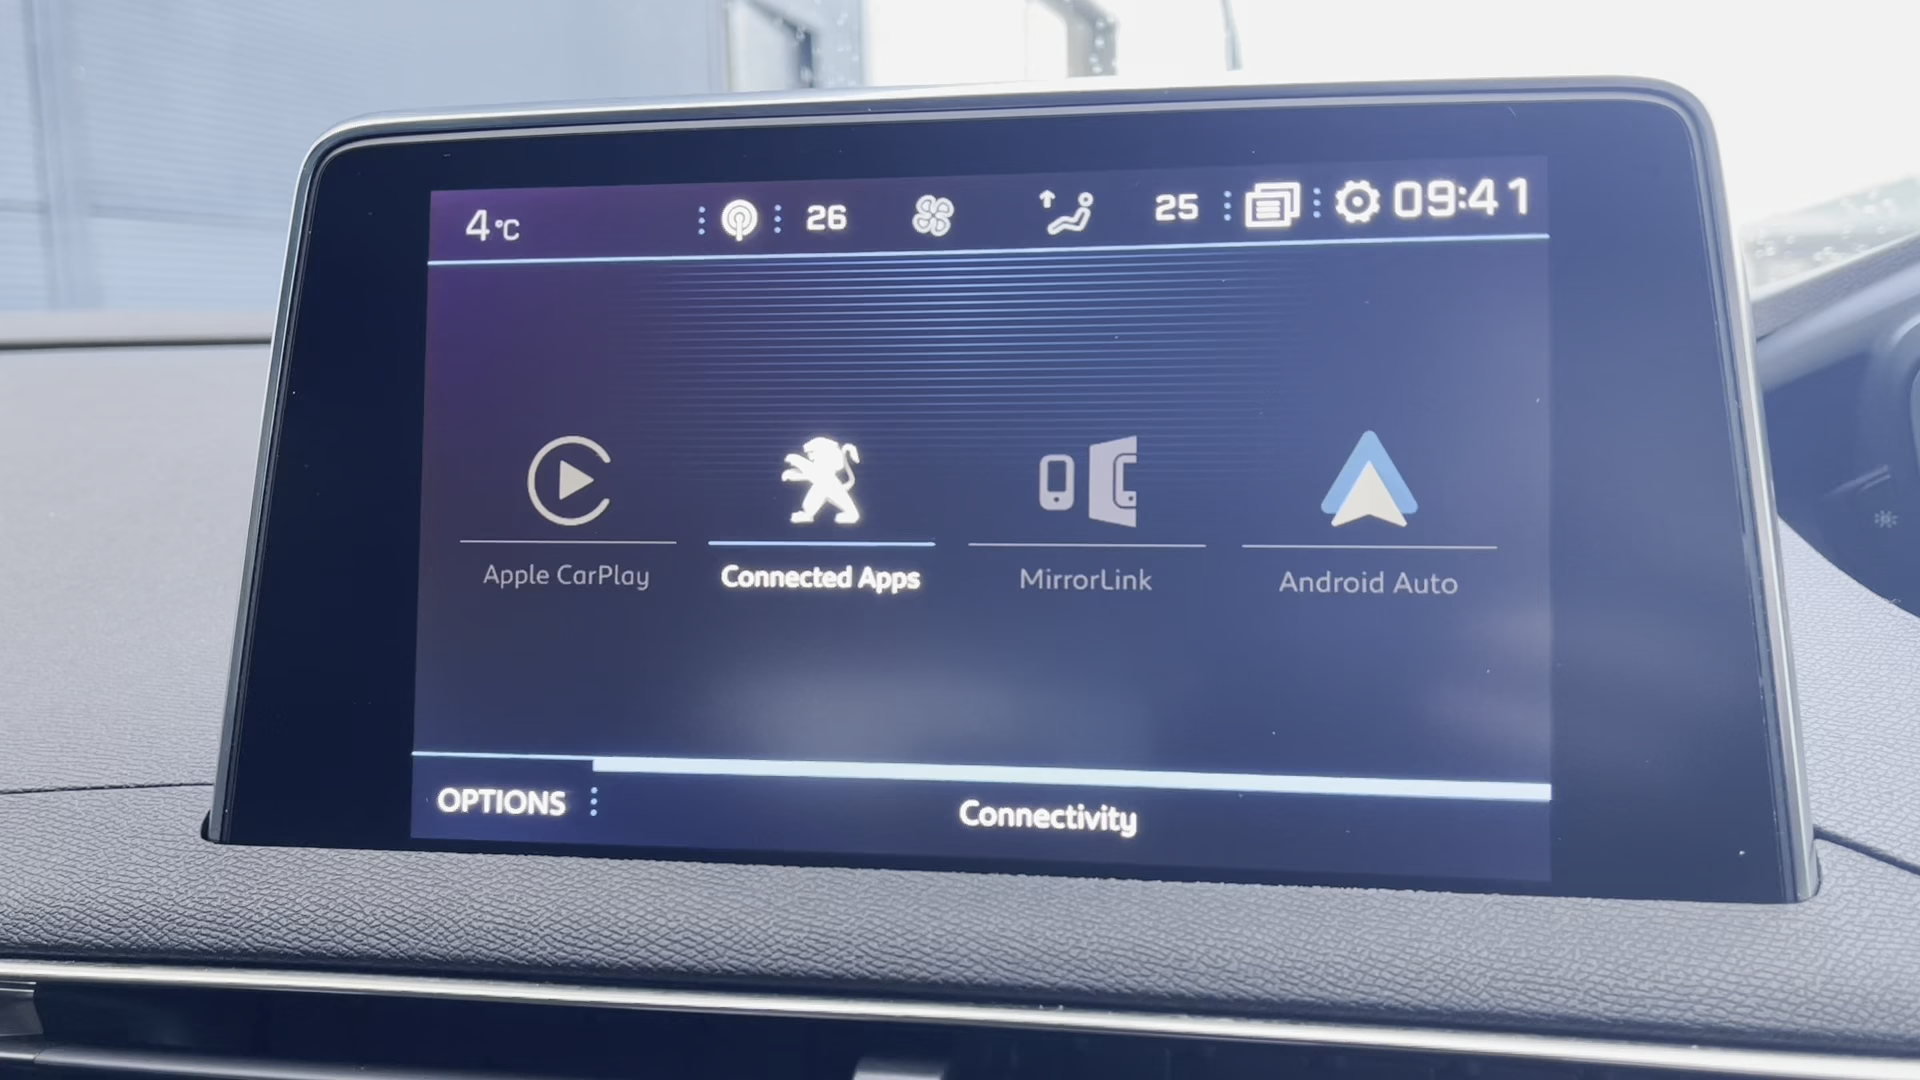 4°C 26 25 09:41
Apple CarPlay Connected Apps MirrorLink Android Auto
OPTIONS Connectivity